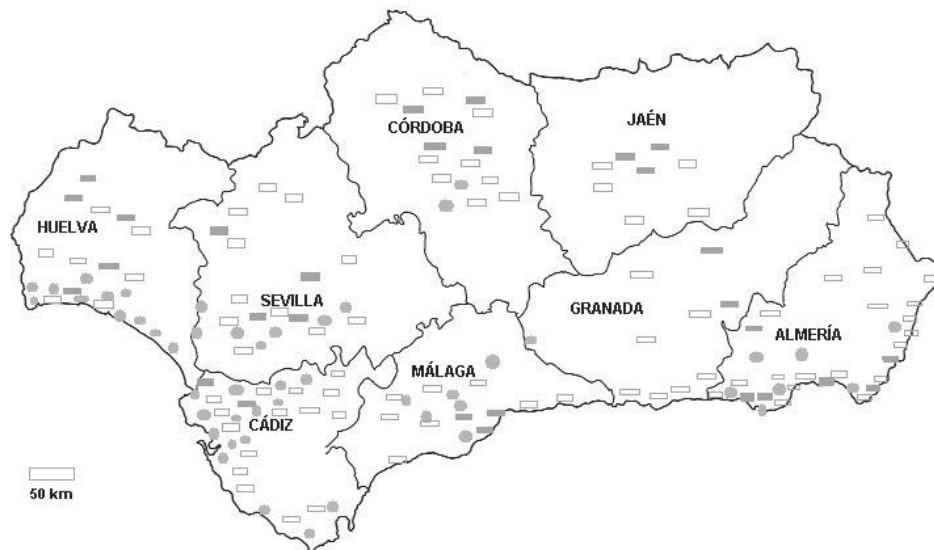 CÓRDOBA
JAÉN
HUELVA
SEVILLA
GRANADA
ALMERÍA
MÁLAGA
CÁDIZ
50 km